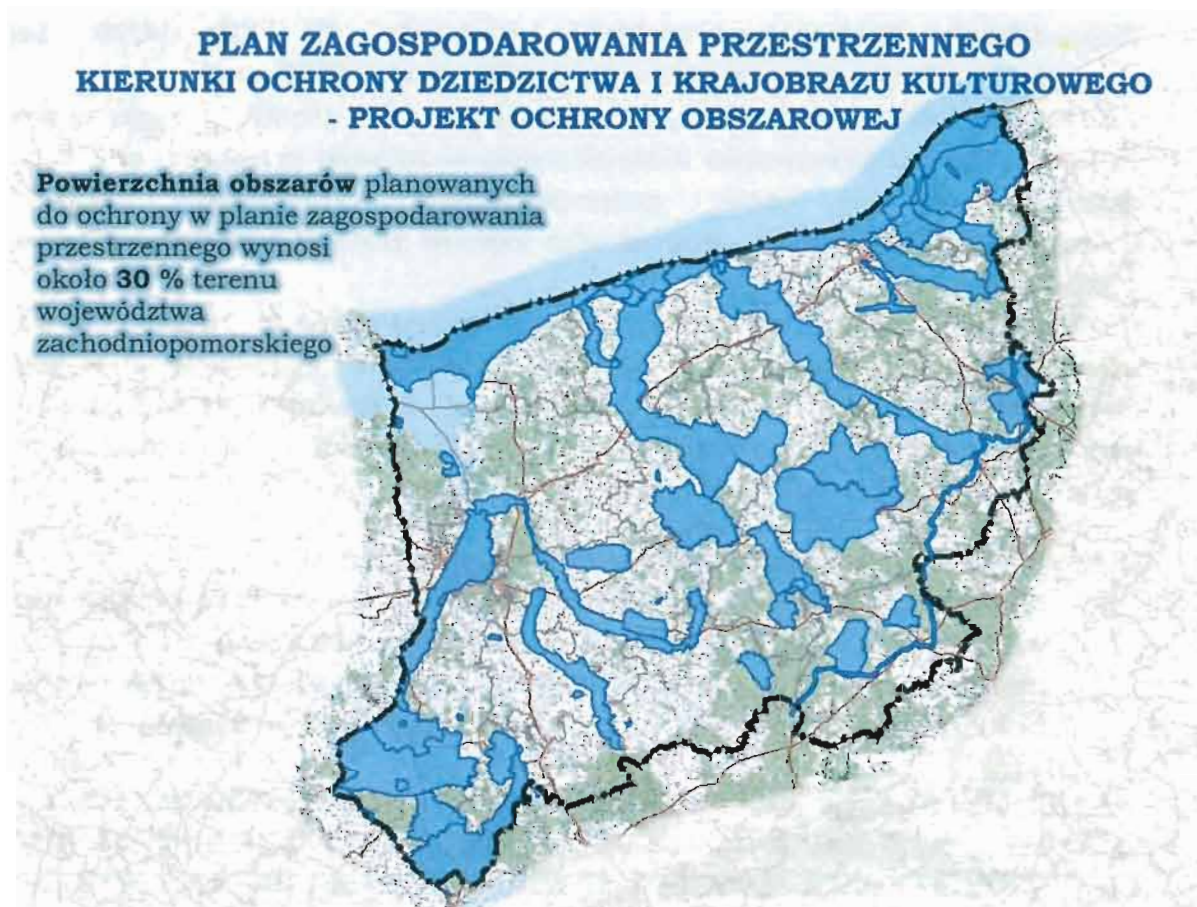 PLAN ZAGOSPODAROWANIA PRZESTRZENNEGO
KIERUNKI OCHRONY DZIEDZICTWA I KRAJOBRAZU KULTUROWEGO
- PROJEKT OCHRONY OBSZAROWEJ
Powierzchnia obszarów planowanych
do ochrony w planie zagospodarowania
przestrzennego wynosi
około 30 % terenu
województwa
zachodniopomorskiego